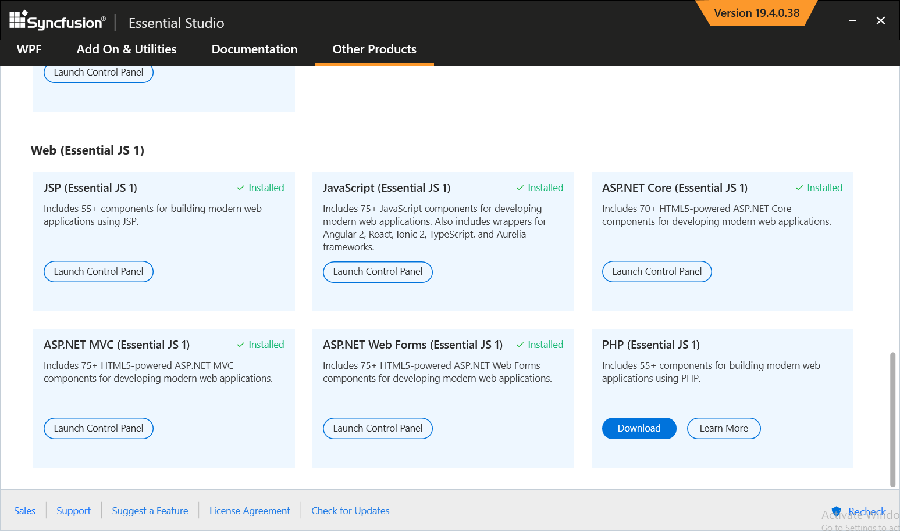 Syncfusion® Essential Studio
Version 19.4.0.38
WPF Add On & Utilities Documentation Other Products
Launch Control Panel
Web (Essential JS 1)
JSP (Essential JS 1) Installed
Includes 55+ components for building modern web
applications using JSP.
Launch Control Panel
JavaScript (Essential JS 1) Installed
Includes 75+ JavaScript components for developing
modern web applications. Also includes wrappers for
Angular 2, React, Ionic 2, TypeScript, and Aurelia
frameworks.
Launch Control Panel
ASP.NET Core (Essential JS 1) Installed
Includes 70+ HTML5-powered ASP.NET Core
components for developing modern web applications.
Launch Control Panel
ASP.NET MVC (Essential JS 1) Installed
Includes 75+ HTML5-powered ASP.NET MVC
components for developing modern web applications.
Launch Control Panel
ASP.NET Web Forms (Essential JS 1) Installed
Includes 75+ HTML5-powered ASP.NET Web Forms
components for developing modern web applications.
Launch Control Panel
PHP (Essential JS 1)
Includes 55+ components for building modern web
applications using PHP.
Download Learn More
Sales Support Suggest a Feature License Agreement Check for Updates Recheck
Activate Windo
Go to Settings to ac